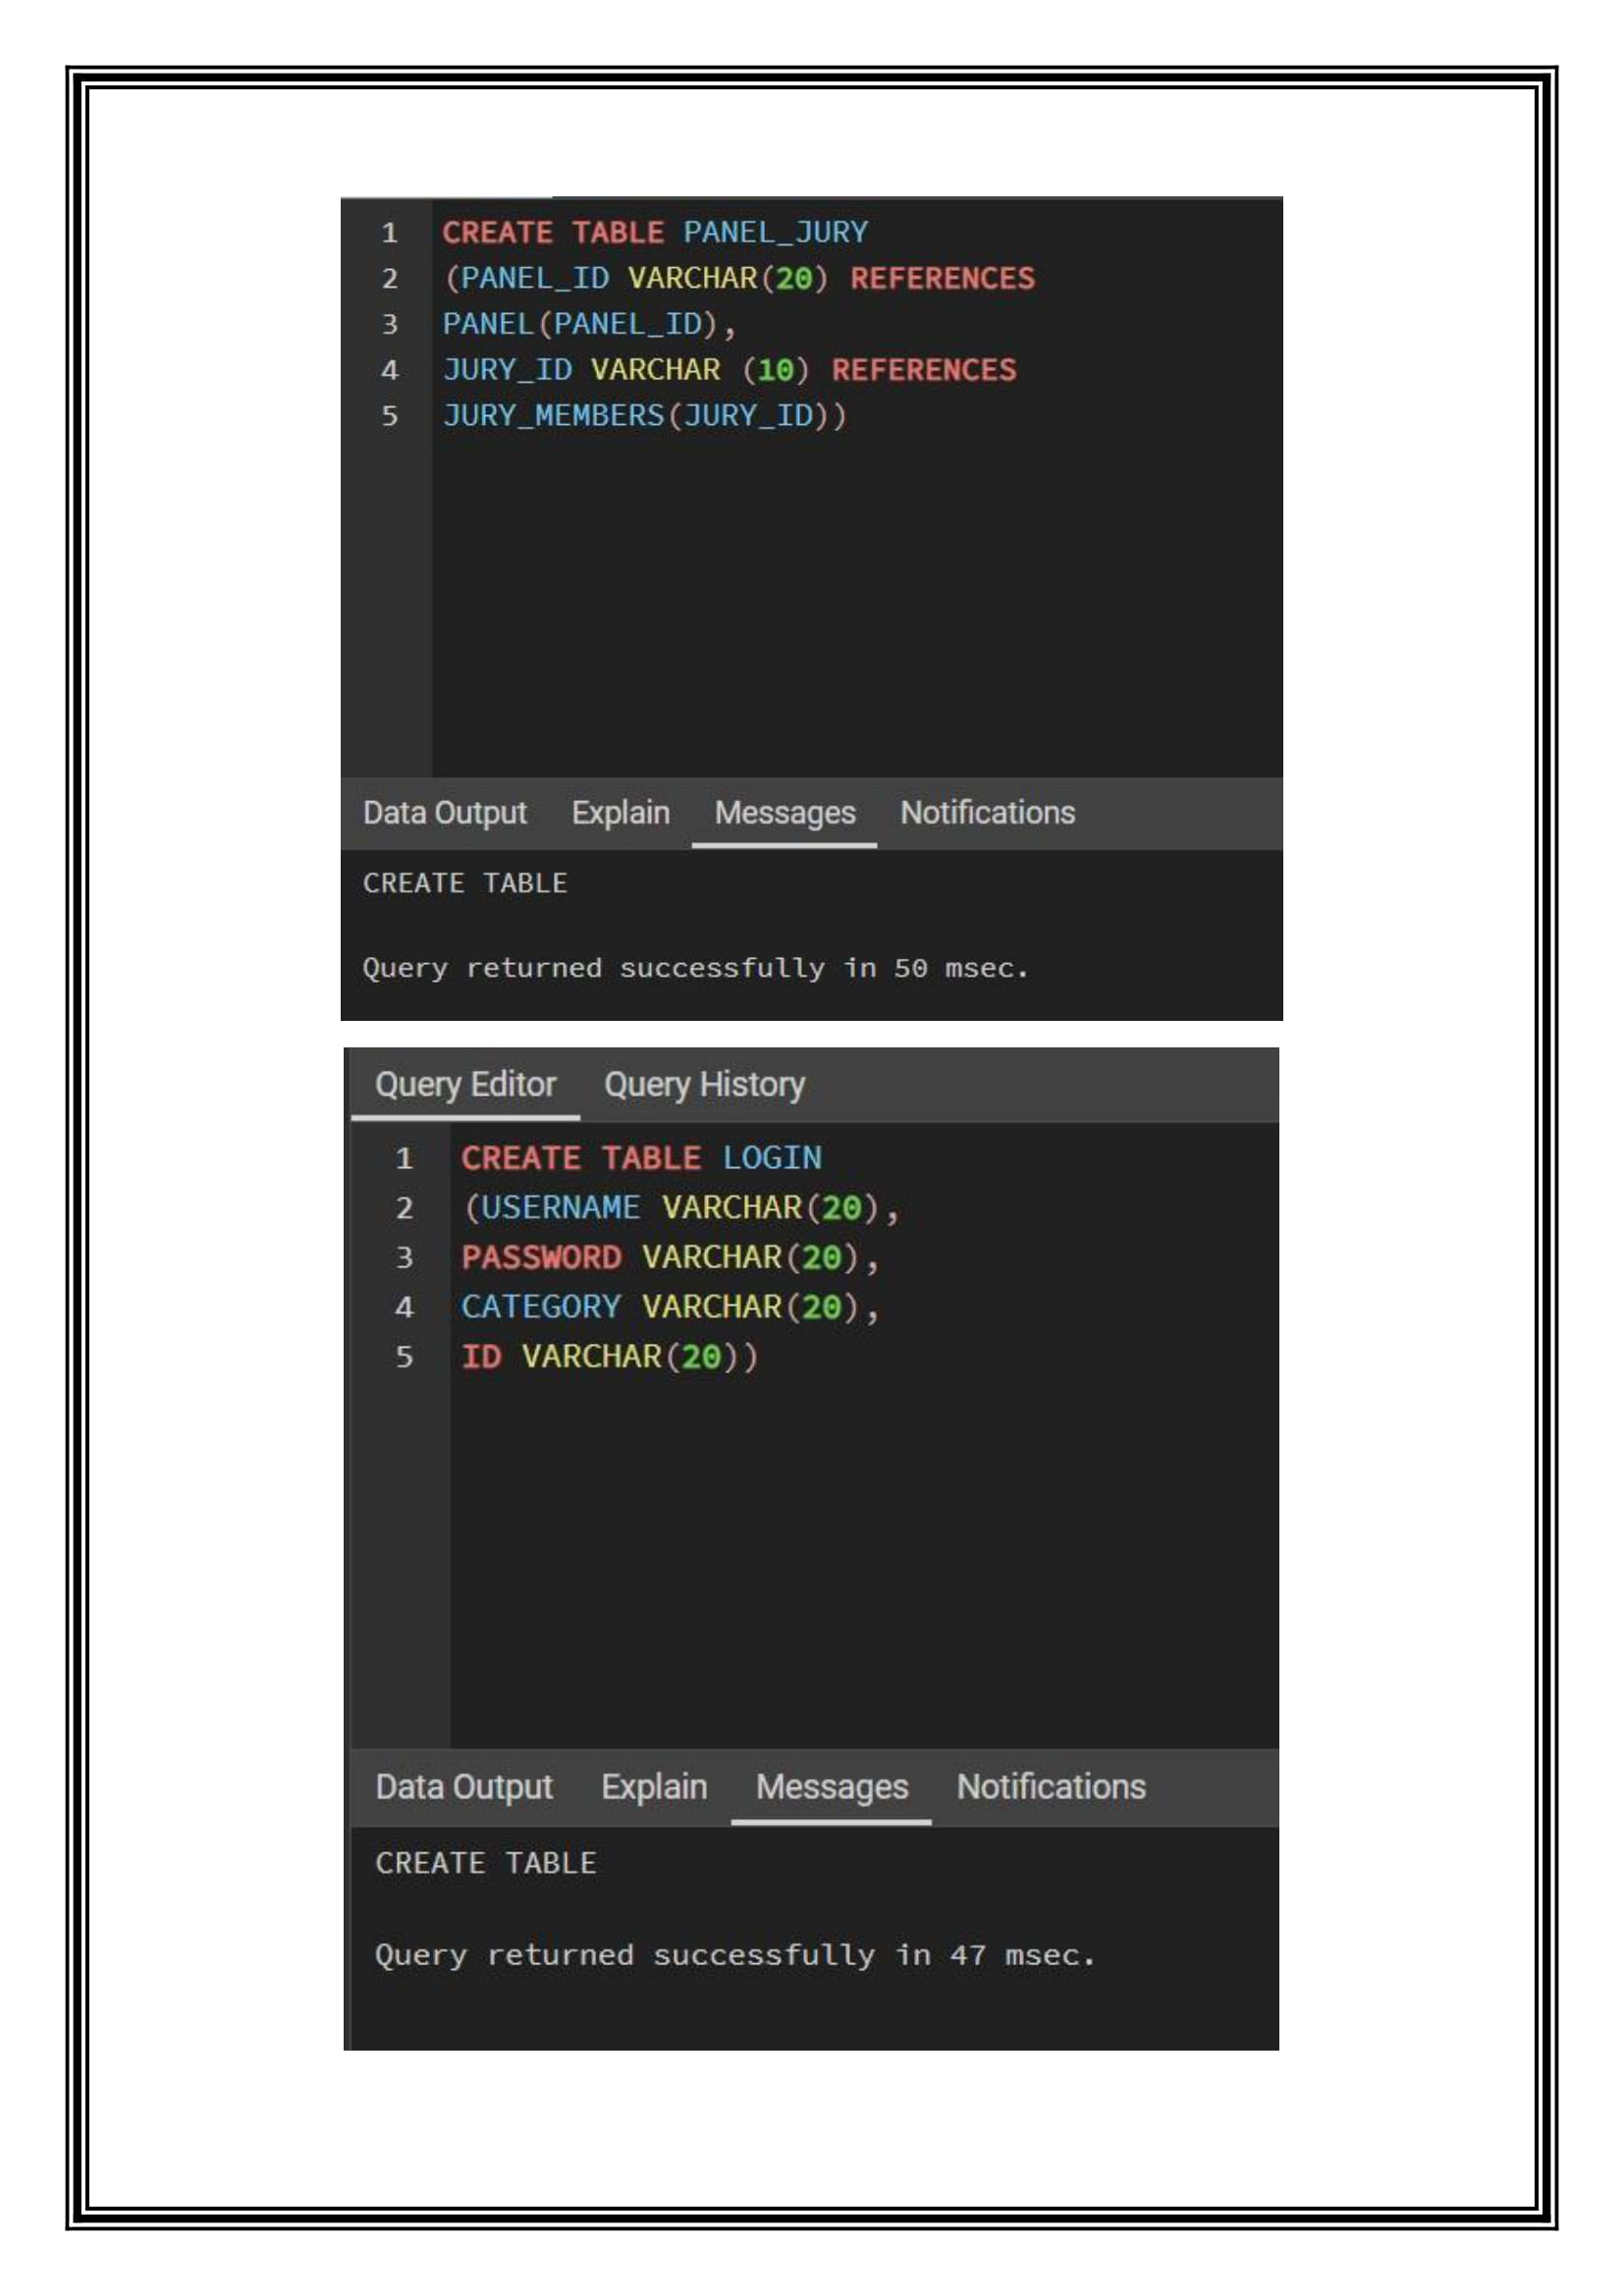 1 CREATE TABLE PANEL_JURY
2 (PANEL_ID VARCHAR(20) REFERENCES
3 PANEL(PANEL_ID),
4 JURY_ID VARCHAR (10) REFERENCES
5 JURY_MEMBERS(JURY_ID))
Data Output Explain Messages Notifications
CREATE TABLE
Query returned successfully in 50 msec.
Query Editor Query History
1 CREATE TABLE LOGIN
2 (USERNAME VARCHAR(20),
3 PASSWORD VARCHAR(20),
4 CATEGORY VARCHAR(20),
5 ID VARCHAR(20))
Data Output Explain Messages Notifications
CREATE TABLE
Query returned successfully in 47 msec.